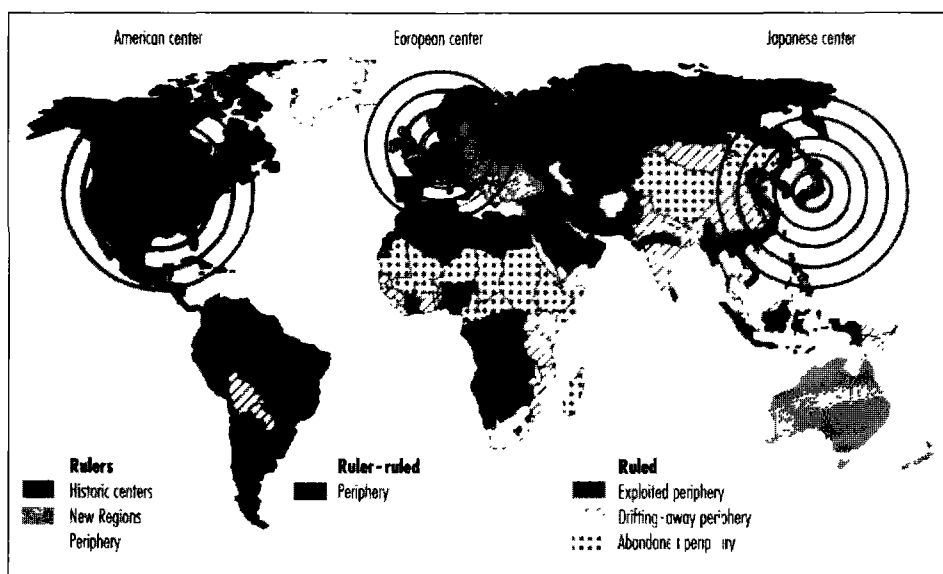 American center
European center
Japanese center
Rulers
Historic centers
New Regions
Periphery
Ruler-ruled
Periphery
Ruled
Exploited periphery
Drifting-away periphery